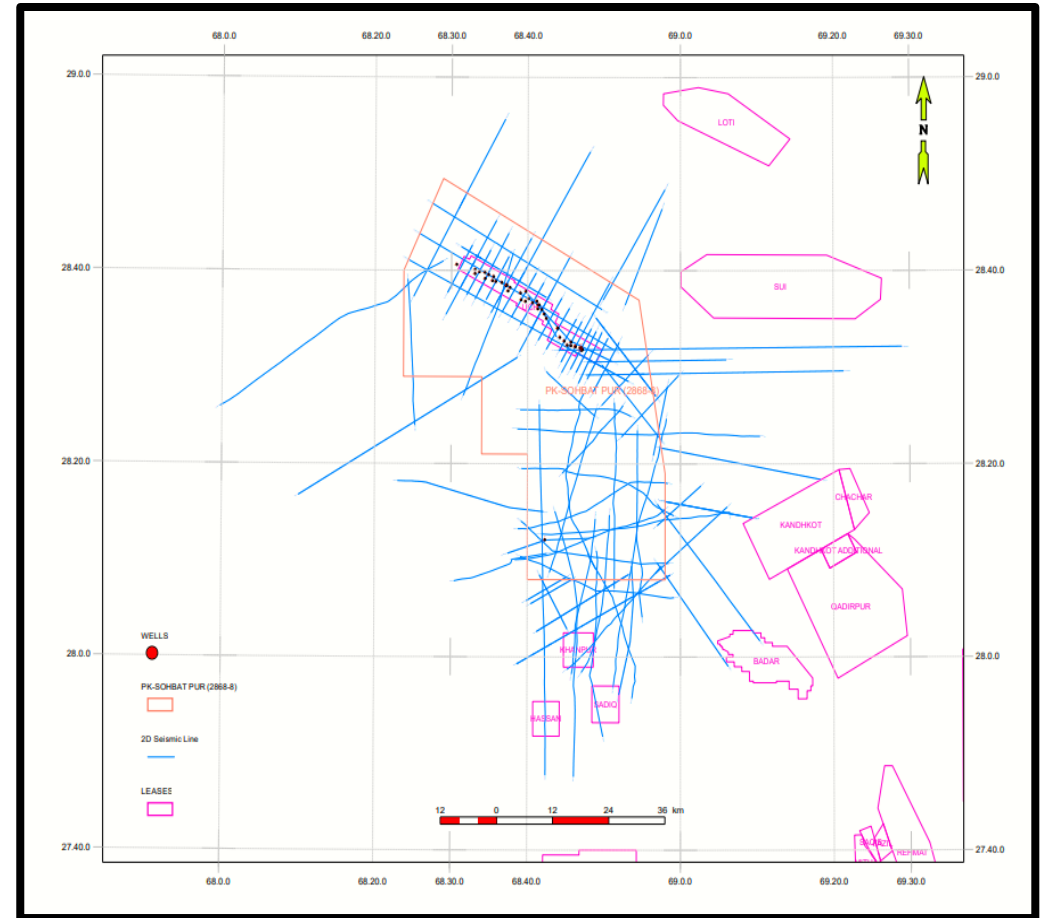 68.0.0 68.20.0 68.30.0 68.40.0 69.0.0 69.20.0 69.30.0
29.0.0 29.0.0
LOTI
N
28.40.0 28.40.0
SUI
PK-SOHBAT PUR (2868-8)
28.20.0 28.20.0
CHACHAR
KANDHKOT
KANDHKOT ADDITIONAL
QADIRPUR
WELLS
28.0.0 28.0.0
KHANPUR
BADAR
PK-SOHBAT PUR (2868-8)
SADIQ
HASSAN
2D Seismic Line
LEASES
12 0 12 24 36 km
27.40.0 27.40.0
REHMAT
68.0.0 68.20.0 68.30.0 68.40.0 69.0.0 69.20.0 69.30.0